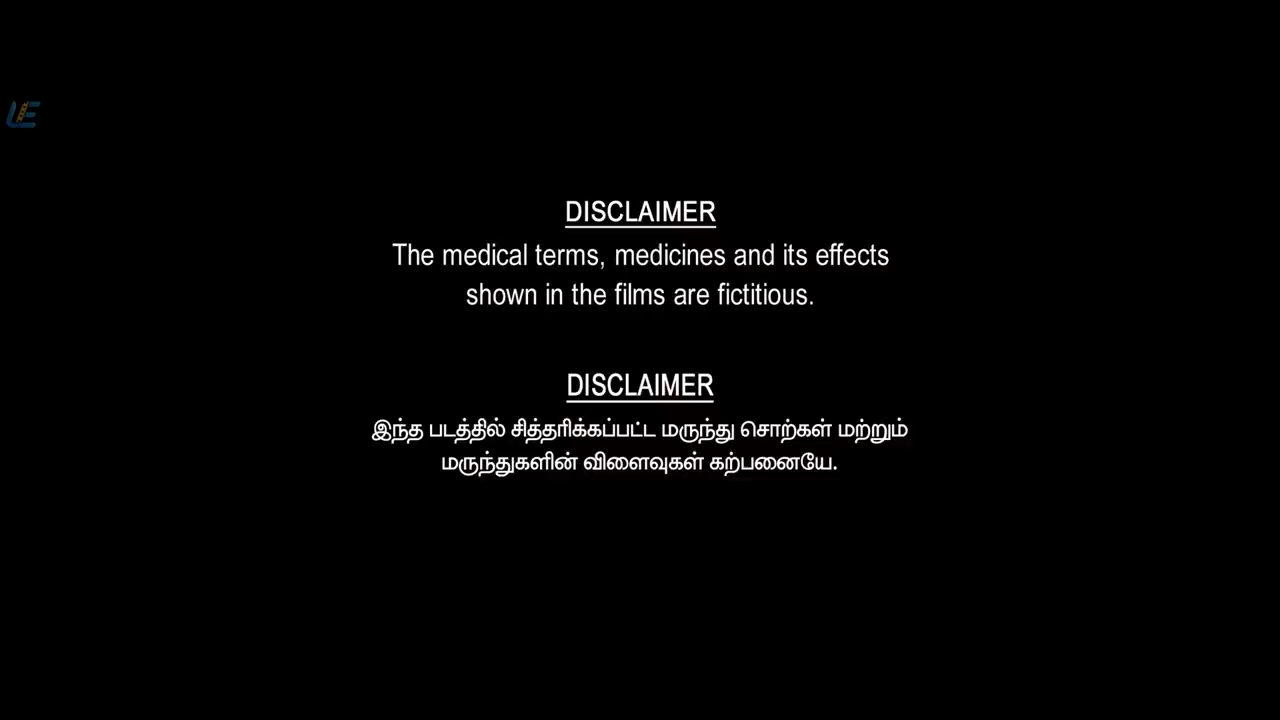 LE
DISCLAIMER
The medical terms, medicines and its effects
shown in the films are fictitious.
DISCLAIMER
இந்த படத்தில் சித்தரிக்கப்பட்ட மருந்து சொற்கள் மற்றும்
மருந்துகளின் விளைவுகள் கற்பனையே.